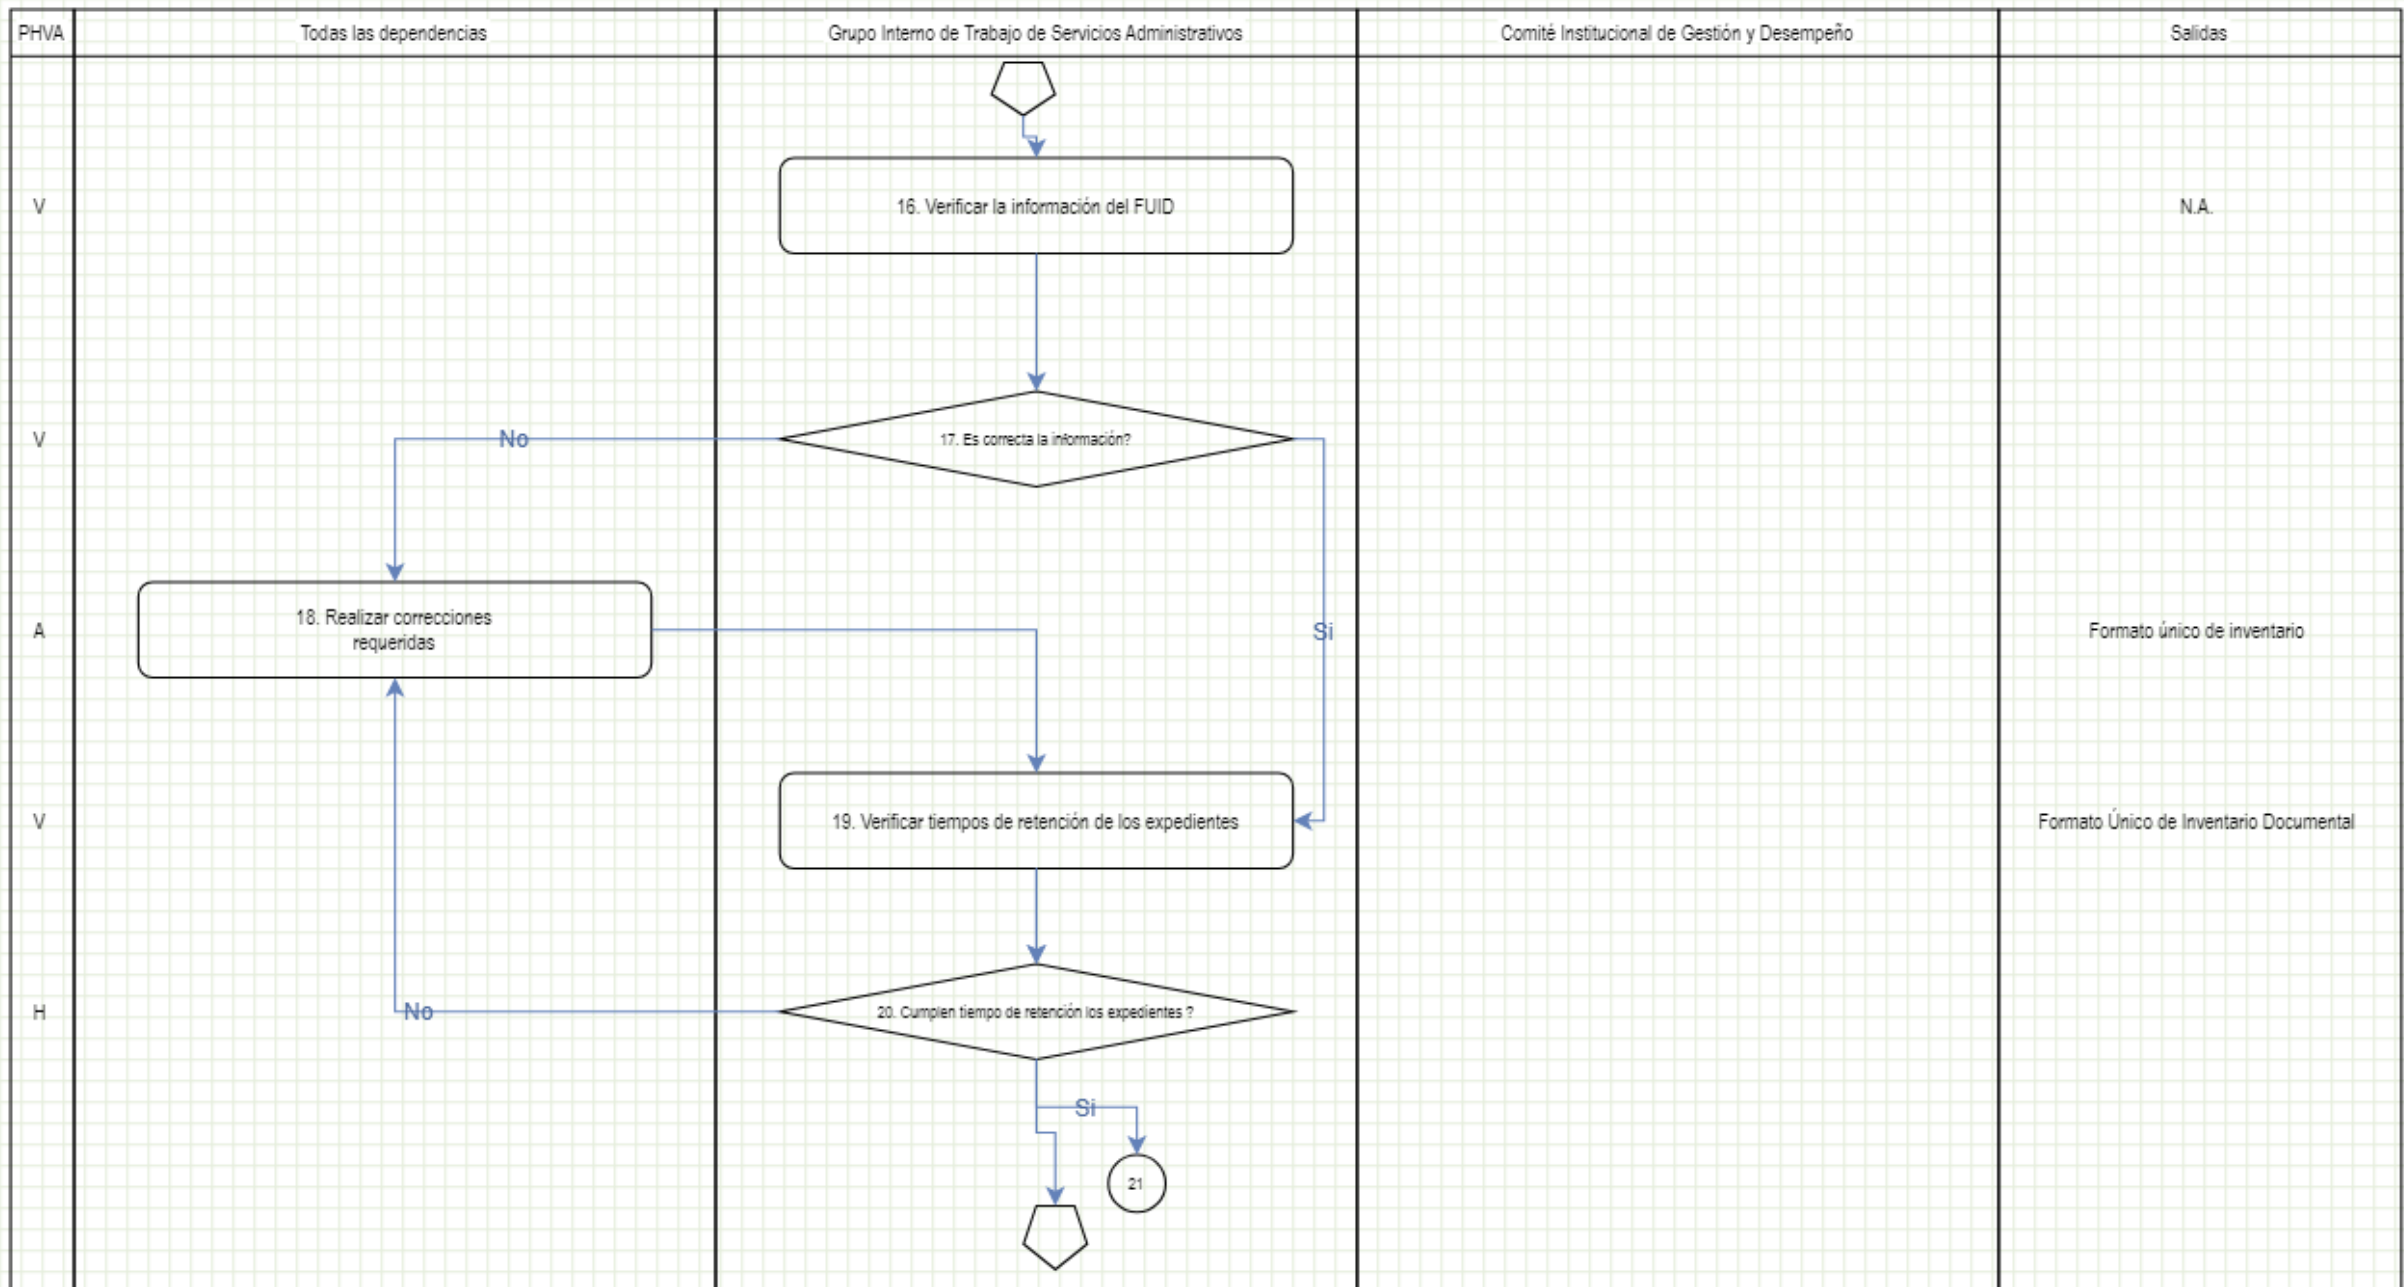 PHVA
Todas las dependencias
Grupo Interno de Trabajo de Servicios Administrativos
Comité Institucional de Gestión y Desempeño
Salidas
V
16. Verificar la información del FUID
N.A.
V
No
17. Es correcta la información?
A
18. Realizar correcciones
requeridas
Si
Formato único de inventario
V
19. Verificar tiempos de retención de los expedientes
Formato Único de Inventario Documental
H
No
20. Cumplen tiempo de retención los expedientes ?
Si
21